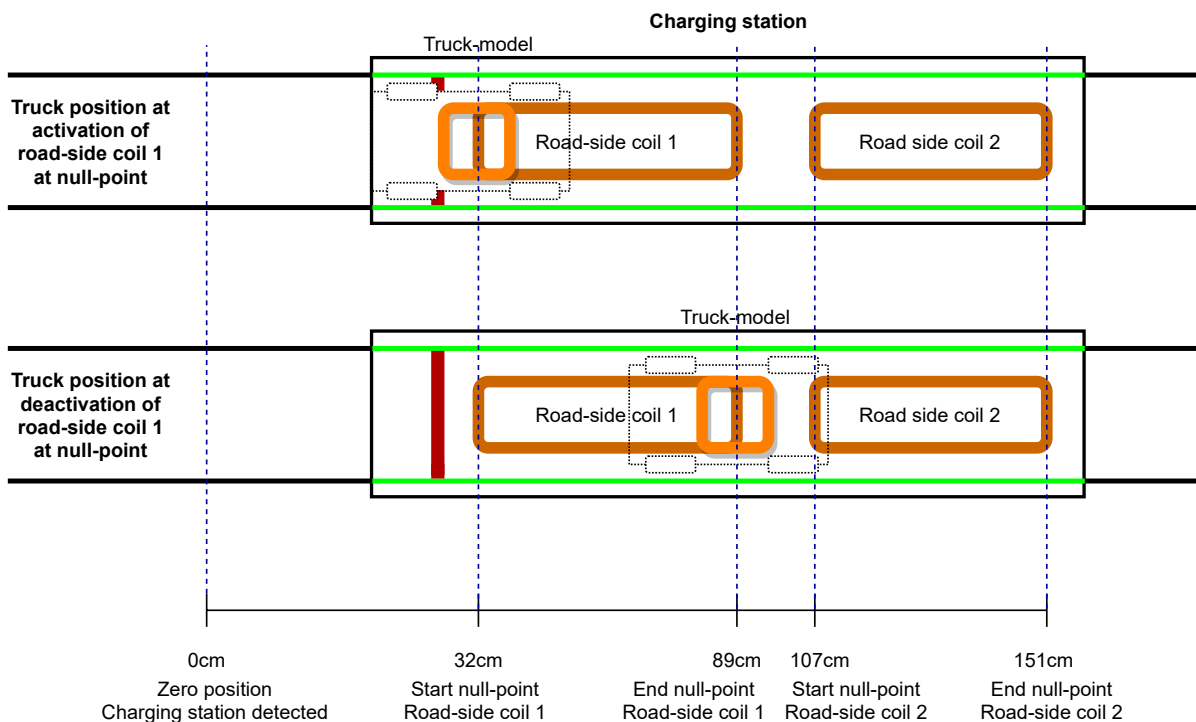 Charging station
Truck-model
Truck position at
activation of
road-side coil 1
at null-point
Road-side coil 1
Road side coil 2
Truck-model
Truck position at
deactivation of
road-side coil 1
at null-point
Road-side coil 1
Road side coil 2
0cm
Zero position
Charging station detected
32cm
Start null-point
Road-side coil 1
89cm
End null-point
Road-side coil 1
107cm
Start null-point
Road-side coil 2
151cm
End null-point
Road-side coil 2